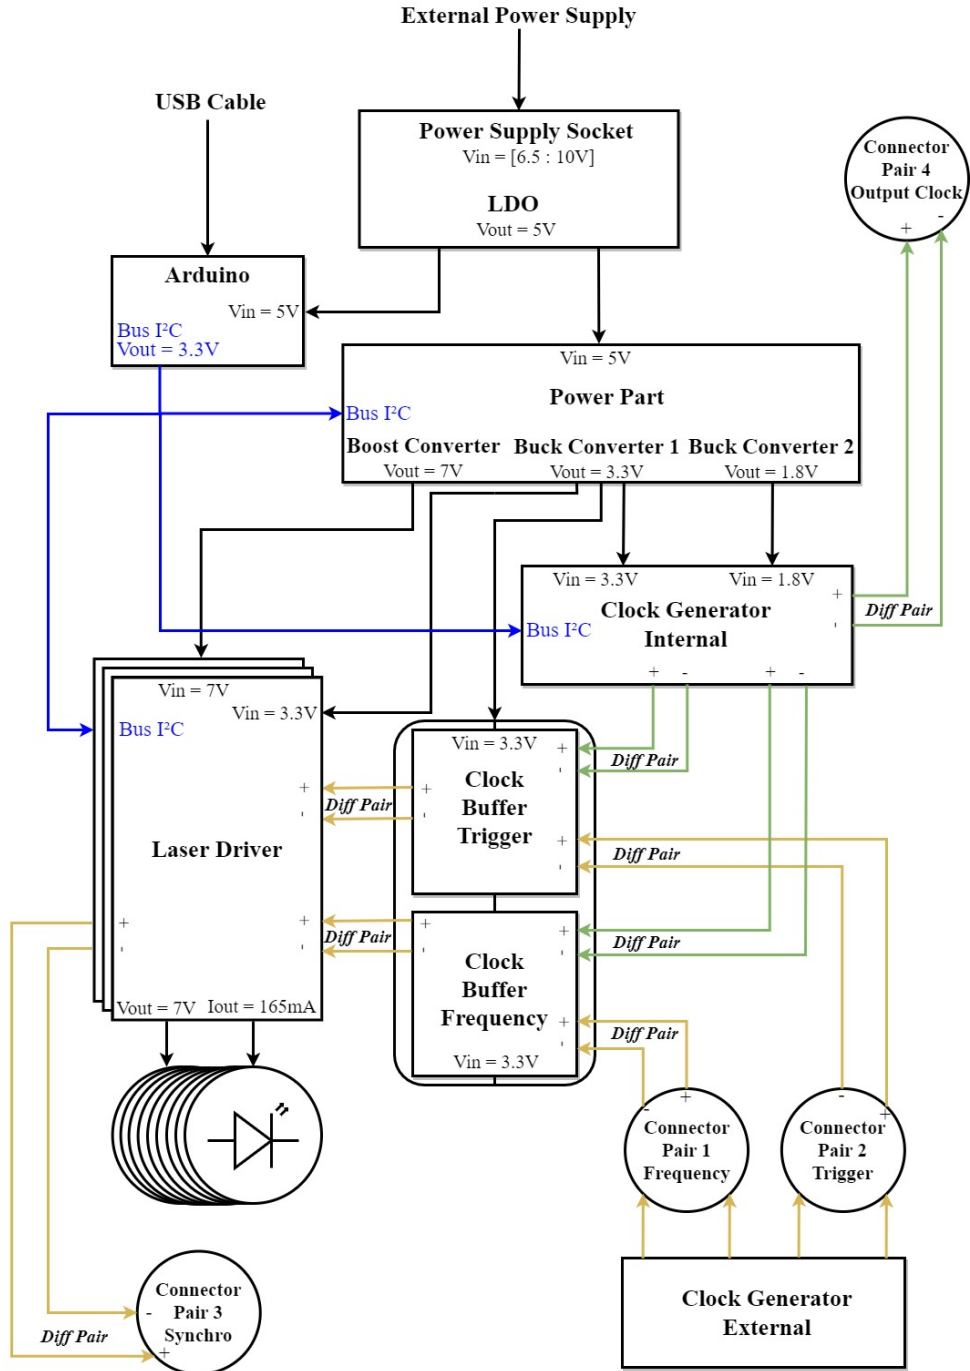 External Power Supply
USB Cable
Power Supply Socket
Vin = [6.5 : 10V]
LDO
Vout = 5V
Connector
Pair 4
Output Clock
+
-
Arduino
Vin = 5V
Bus I²C
Vout = 3.3V
Vin = 5V
Power Part
Bus I²C
Boost Converter
Vout = 7V
Buck Converter 1
Vout = 3.3V
Buck Converter 2
Vout = 1.8V
Vin = 3.3V
Vin = 1.8V
Clock Generator
Internal
Bus I²C
+
-
Diff Pair
+ - + -
Vin = 7V
Vin = 3.3V
Bus I²C
Laser Driver
+
-
+
-
+
-
Vout = 7V
Iout = 165mA
Diff Pair
Diff Pair
Vin = 3.3V
Clock
Buffer
Trigger
+
-
+
-
+
-
Diff Pair
Diff Pair
Clock
Buffer
Frequency
Vin = 3.3V
+
-
+
-
+
-
Diff Pair
Diff Pair
- +
Connector
Pair 1
Frequency
- +
Connector
Pair 2
Trigger
Clock Generator
External
Connector
Pair 3
Synchro
-
+
Diff Pair